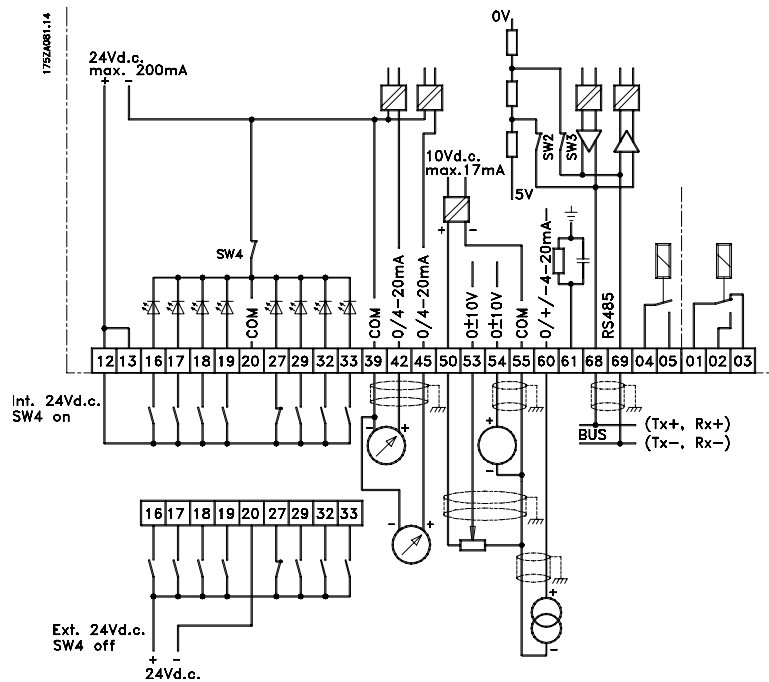 175ZA081.14
24Vd.c.
max. 200mA
+ −
0V
SW2
SW3
5V
10Vd.c.
max.17mA
+ −
SW4
COM
COM
0/4-20mA
0/4-20mA
0±10V
0±10V
COM
0/+/-4-20mA
RS485
12 13 16 17 18 19 20 27 29 32 33 39 42 45 50 53 54 55 60 61 68 69 04 05 01 02 03
Int. 24Vd.c.
SW4 on
− +
+
−
BUS
(Tx+, Rx+)
(Tx−, Rx−)
16 17 18 19 20 27 29 32 33
− +
+
−
Ext. 24Vd.c.
SW4 off
+ −
24Vd.c.